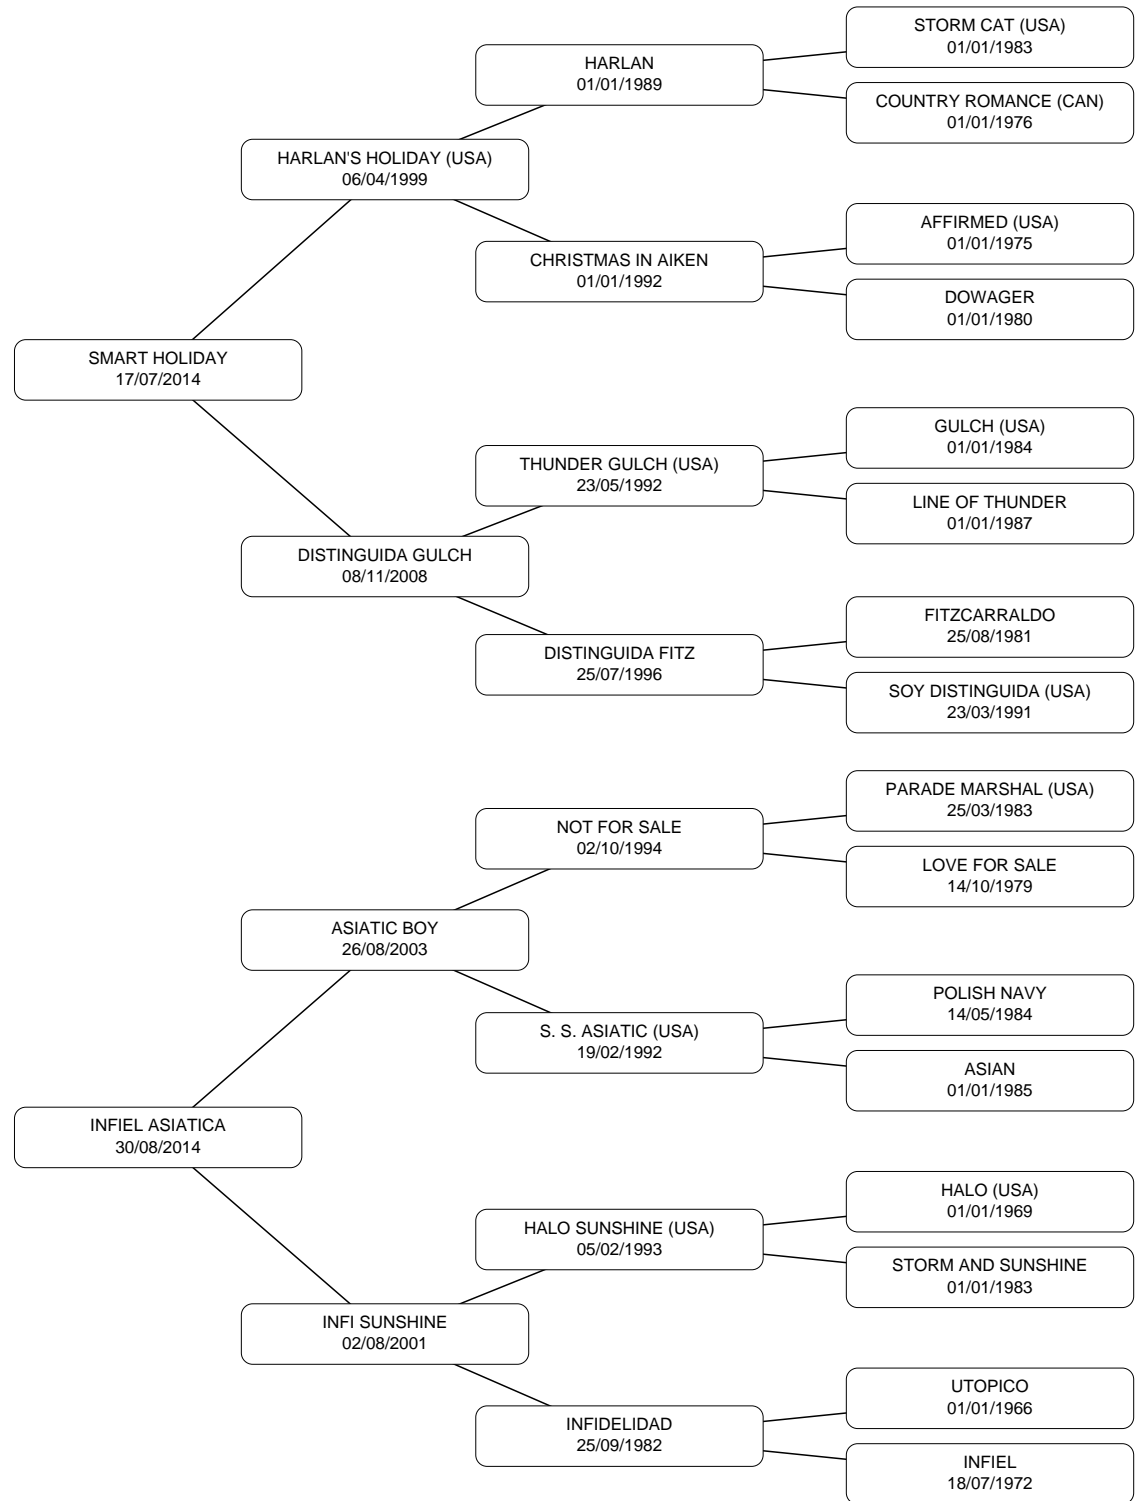 STORM CAT (USA)
01/01/1983
HARLAN
01/01/1989
COUNTRY ROMANCE (CAN)
01/01/1976
HARLAN'S HOLIDAY (USA)
06/04/1999
AFFIRMED (USA)
01/01/1975
CHRISTMAS IN AIKEN
01/01/1992
DOWAGER
01/01/1980
SMART HOLIDAY
17/07/2014
GULCH (USA)
01/01/1984
THUNDER GULCH (USA)
23/05/1992
LINE OF THUNDER
01/01/1987
DISTINGUIDA GULCH
08/11/2008
FITZCARRALDO
25/08/1981
DISTINGUIDA FITZ
25/07/1996
SOY DISTINGUIDA (USA)
23/03/1991
PARADE MARSHAL (USA)
25/03/1983
NOT FOR SALE
02/10/1994
LOVE FOR SALE
14/10/1979
ASIATIC BOY
26/08/2003
POLISH NAVY
14/05/1984
S. S. ASIATIC (USA)
19/02/1992
ASIAN
01/01/1985
INFIEL ASIATICA
30/08/2014
HALO (USA)
01/01/1969
HALO SUNSHINE (USA)
05/02/1993
STORM AND SUNSHINE
01/01/1983
INFI SUNSHINE
02/08/2001
UTOPICO
01/01/1966
INFIDELIDAD
25/09/1982
INFIEL
18/07/1972